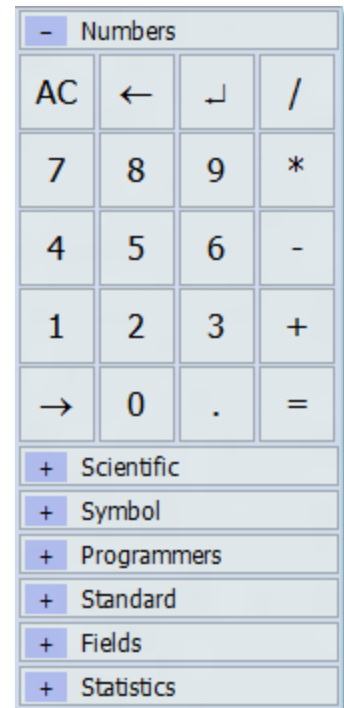 – Numbers
AC ← ↵ /
7 8 9 *
4 5 6 -
1 2 3 +
→ 0 . =
+ Scientific
+ Symbol
+ Programmers
+ Standard
+ Fields
+ Statistics